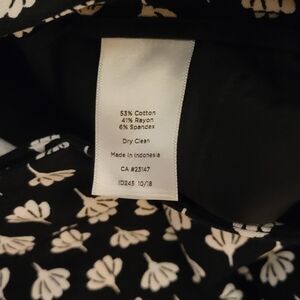 53% Cotton
41% Rayon
6% Spandex
Dry Clean
Made in Indonesia
CA #23147
ID245 10/18